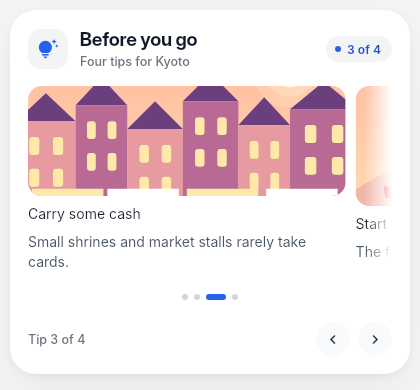 Before you go
Four tips for Kyoto
3 of 4
Carry some cash
Small shrines and market stalls rarely take
cards.
Start
The f
Tip 3 of 4